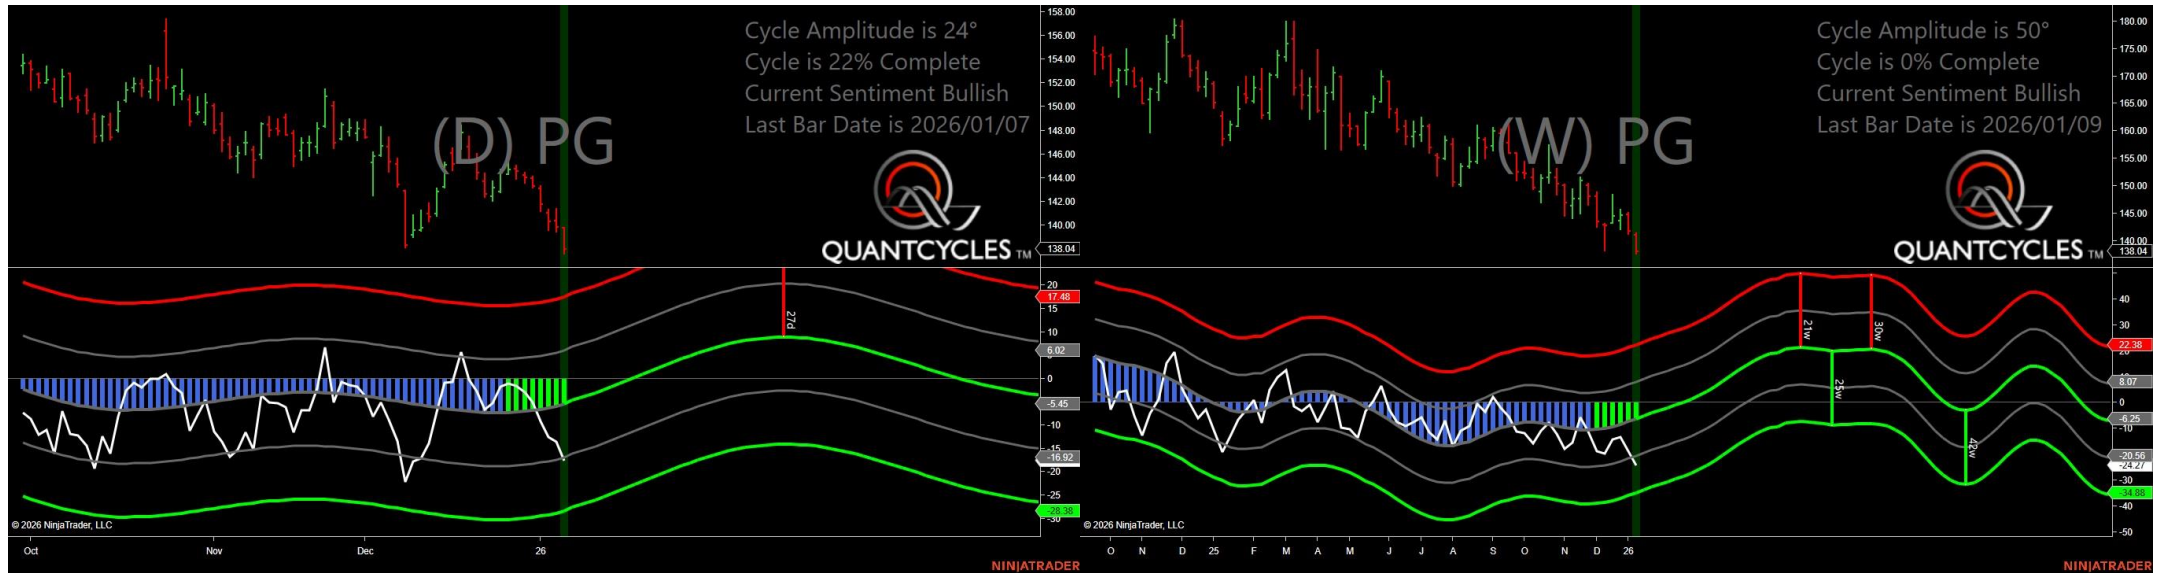 Cycle Amplitude is 24°
Cycle is 22% Complete
Current Sentiment Bullish
Last Bar Date is 2026/01/07
(D) PG
QUANTCYCLES TM
158.00
156.00
154.00
152.00
150.00
148.00
146.00
144.00
142.00
140.00
138.04
20
17.48
15
10
6.02
0
-5.45
-10
-15
-16.92
-20
-25
-28.38
-30
27d
© 2026 NinjaTrader, LLC
Oct Nov Dec 26
NINJATRADER
Cycle Amplitude is 50°
Cycle is 0% Complete
Current Sentiment Bullish
Last Bar Date is 2026/01/09
(W) PG
QUANTCYCLES TM
180.00
175.00
170.00
165.00
160.00
155.00
150.00
145.00
140.00
138.04
40
30
22.38
20
8.07
0
-6.25
-10
-20.56
-24.27
-30
-34.88
-40
-50
21w
30w
25w
42w
© 2026 NinjaTrader, LLC
O N D 25 F M A M J J A S O N D 26
NINJATRADER